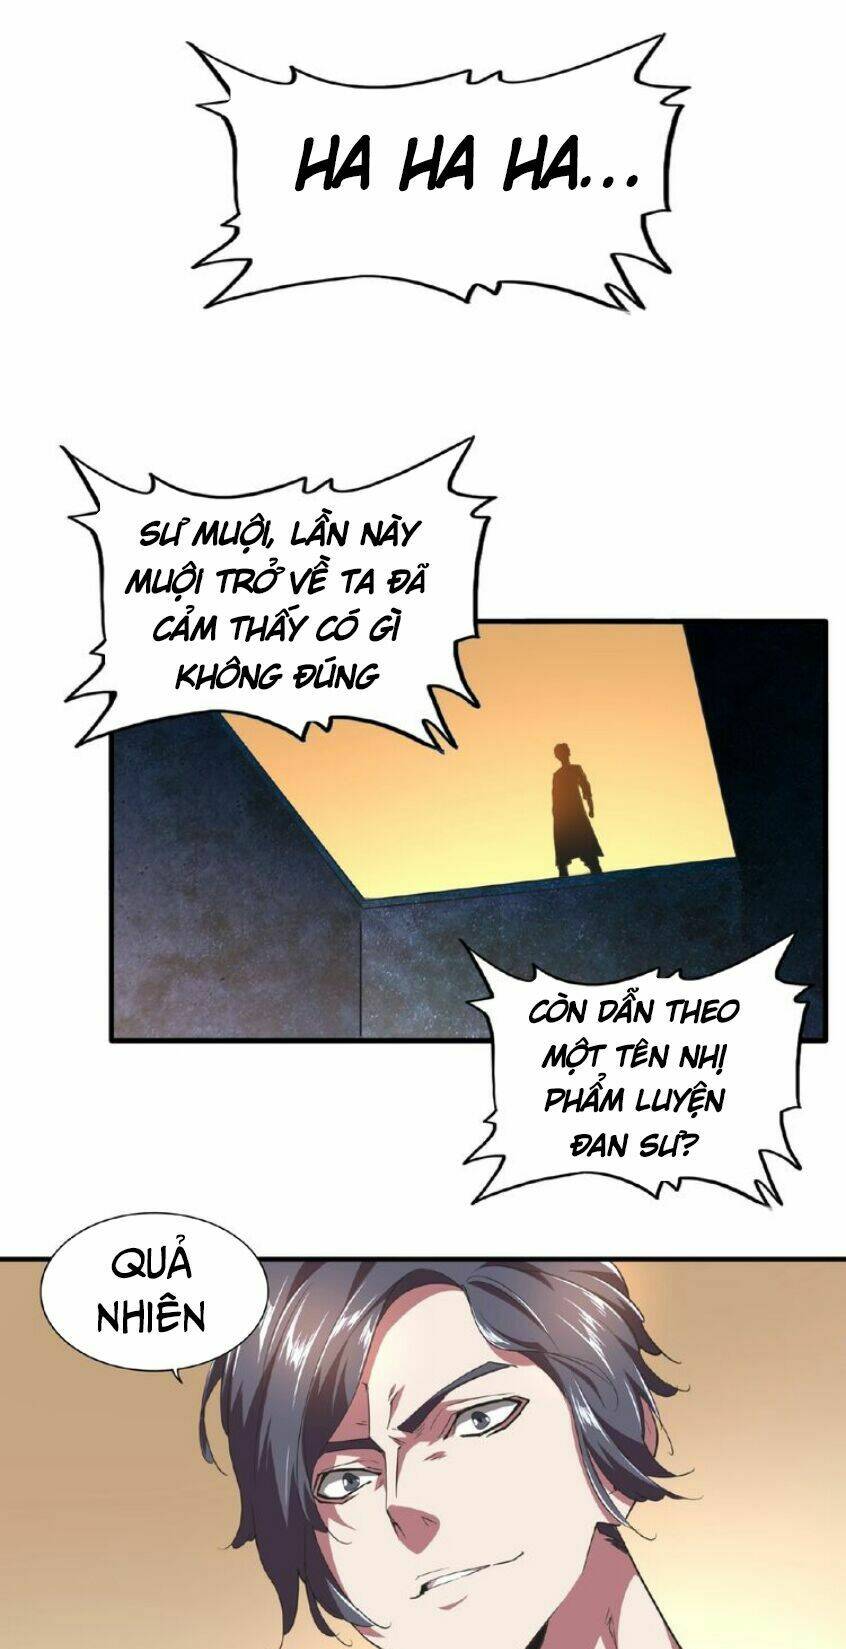 HA HA HA...
SƯ MUỘI, LẦN NÀY
MUỘI TRỞ VỀ TA ĐÃ
CẢM THẤY CÓ GÌ
KHÔNG ĐÚNG
CÒN DẪN THEO
MỘT TÊN NHỊ
PHẨM LUYỆN
ĐAN SƯ?
QUẢ
NHIÊN